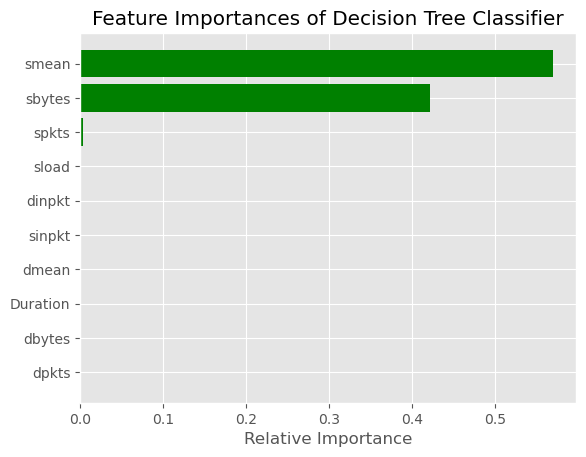 Feature Importances of Decision Tree Classifier
smean
sbytes
spkts
sload
dinpkt
sinpkt
dmean
Duration
dbytes
dpkts
0.0 0.1 0.2 0.3 0.4 0.5
Relative Importance